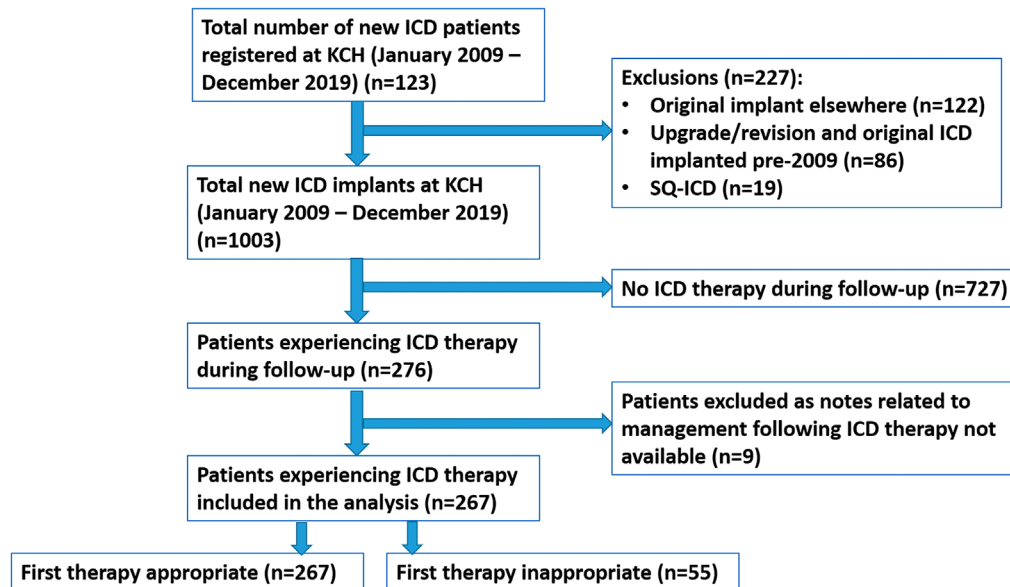 Total number of new ICD patients
registered at KCH (January 2009 –
December 2019) (n=123)
Exclusions (n=227):
• Original implant elsewhere (n=122)
• Upgrade/revision and original ICD
implanted pre-2009 (n=86)
• SQ-ICD (n=19)
Total new ICD implants at KCH
(January 2009 – December 2019)
(n=1003)
No ICD therapy during follow-up (n=727)
Patients experiencing ICD therapy
during follow-up (n=276)
Patients excluded as notes related to
management following ICD therapy not
available (n=9)
Patients experiencing ICD therapy
included in the analysis (n=267)
First therapy appropriate (n=267)
First therapy inappropriate (n=55)